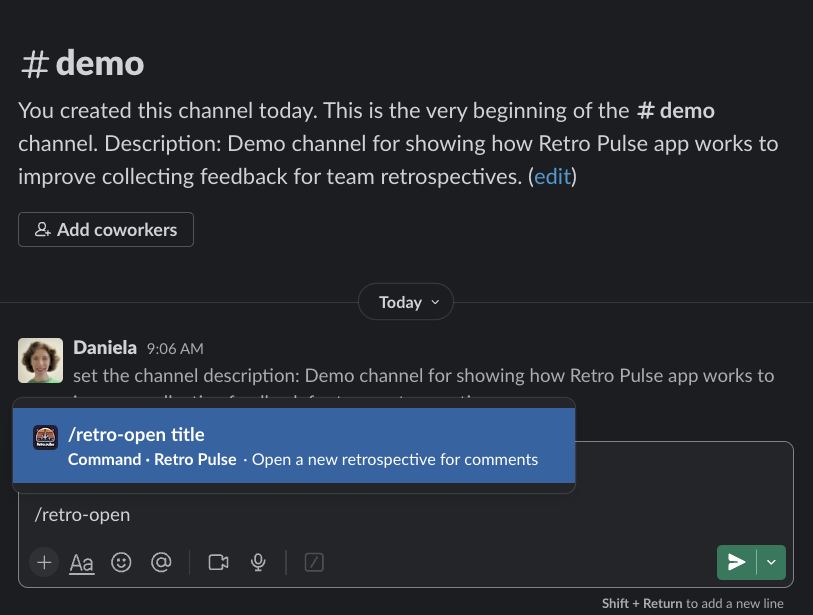 # demo
You created this channel today. This is the very beginning of the # demo
channel. Description: Demo channel for showing how Retro Pulse app works to
improve collecting feedback for team retrospectives. (edit)
Add coworkers
Today
Daniela 9:06 AM
set the channel description: Demo channel for showing how Retro Pulse app works to
/retro-open title
Command · Retro Pulse · Open a new retrospective for comments
/retro-open
Aa
Shift + Return to add a new line